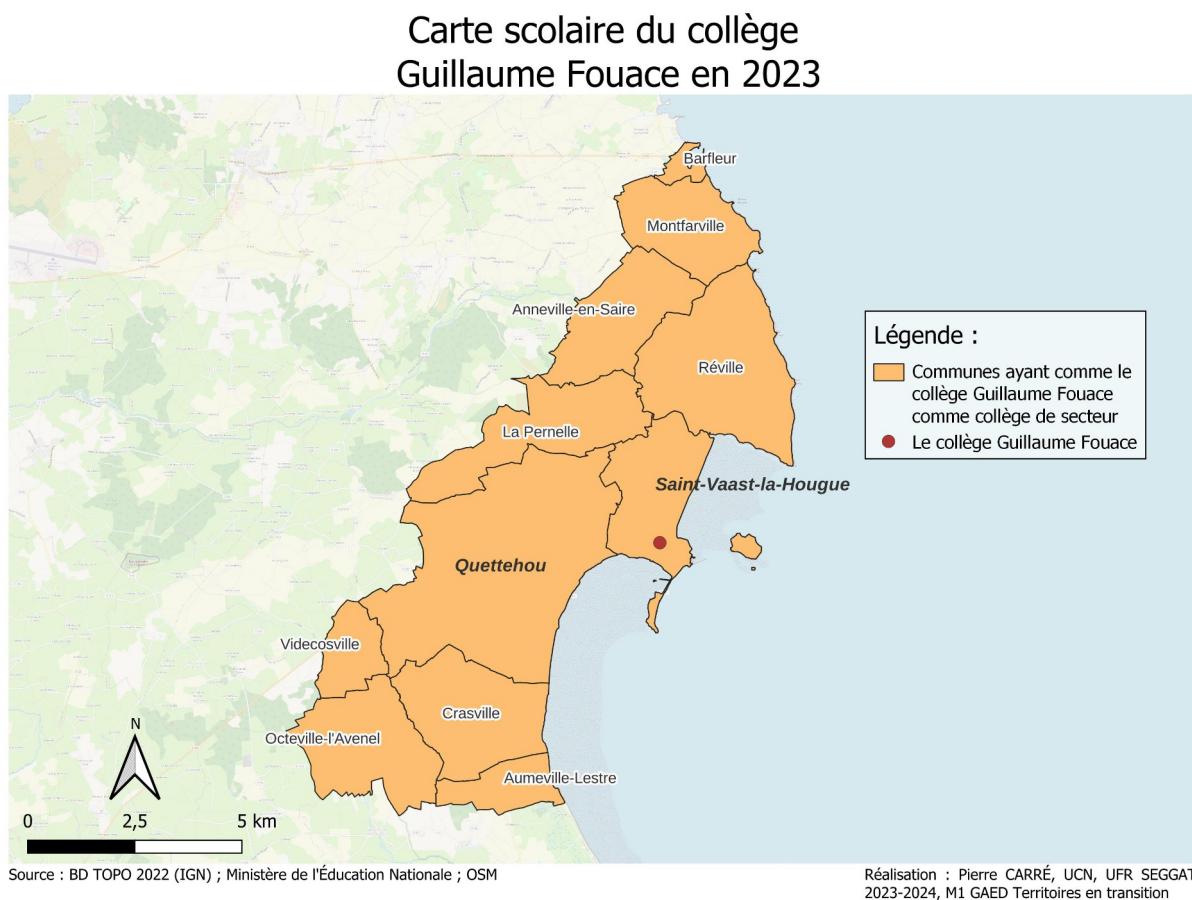 Carte scolaire du collège
Guillaume Fouace en 2023
Barfleur
Montfarville
Anneville-en-Saire
Réville
La Pernelle
Saint-Vaast-la-Hougue
Quettehou
Videcosville
Crasville
Octeville-l'Avenel
Aumeville-Lestre
Légende :
Communes ayant comme le
collège Guillaume Fouace
comme collège de secteur
Le collège Guillaume Fouace
N
0 2,5 5 km
Source : BD TOPO 2022 (IGN) ; Ministère de l'Éducation Nationale ; OSM
Réalisation : Pierre CARRÉ, UCN, UFR SEGGAT
2023-2024, M1 GAED Territoires en transition